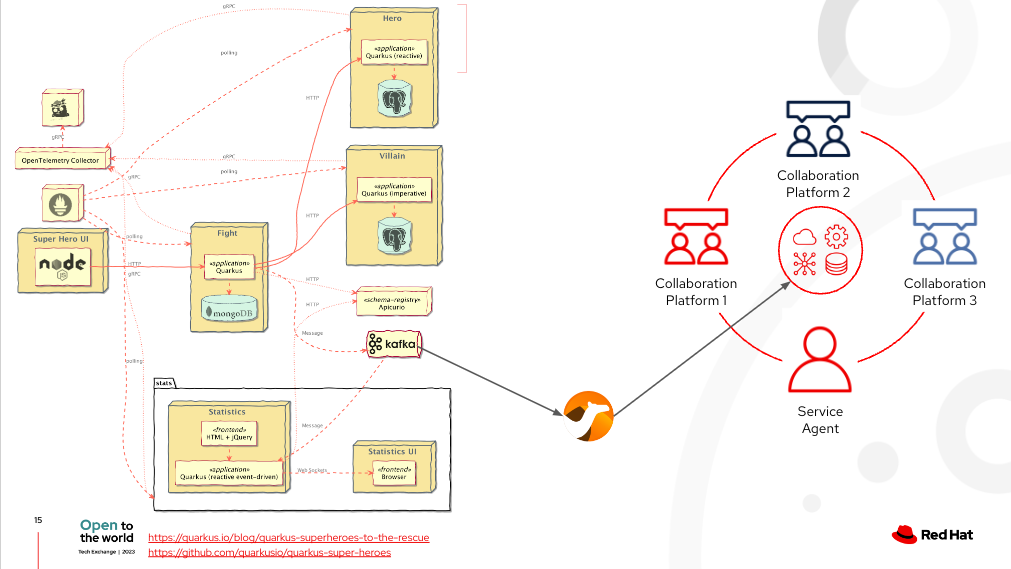 gRPC
Hero
«application»
Quarkus (reactive)
polling
HTTP
gRPC
OpenTelemetry Collector
gRPC
polling
gRPC
Villain
«application»
Quarkus (imperative)
HTTP
polling
Super Hero UI
node
JS
HTTP
gRPC
Fight
«application»
Quarkus
mongoDB
HTTP
HTTP
«schema-registry»
Apicurio
Message
kafka
polling
stats
Statistics
«frontend»
HTML + jQuery
Message
«application»
Quarkus (reactive event-driven)
Web Sockets
Statistics UI
«frontend»
Browser
Collaboration
Platform 2
Collaboration
Platform 1
Collaboration
Platform 3
Service
Agent
15
Open to
the world
Tech Exchange | 2023
https://quarkus.io/blog/quarkus-superheroes-to-the-rescue
https://github.com/quarkusio/quarkus-super-heroes
Red Hat